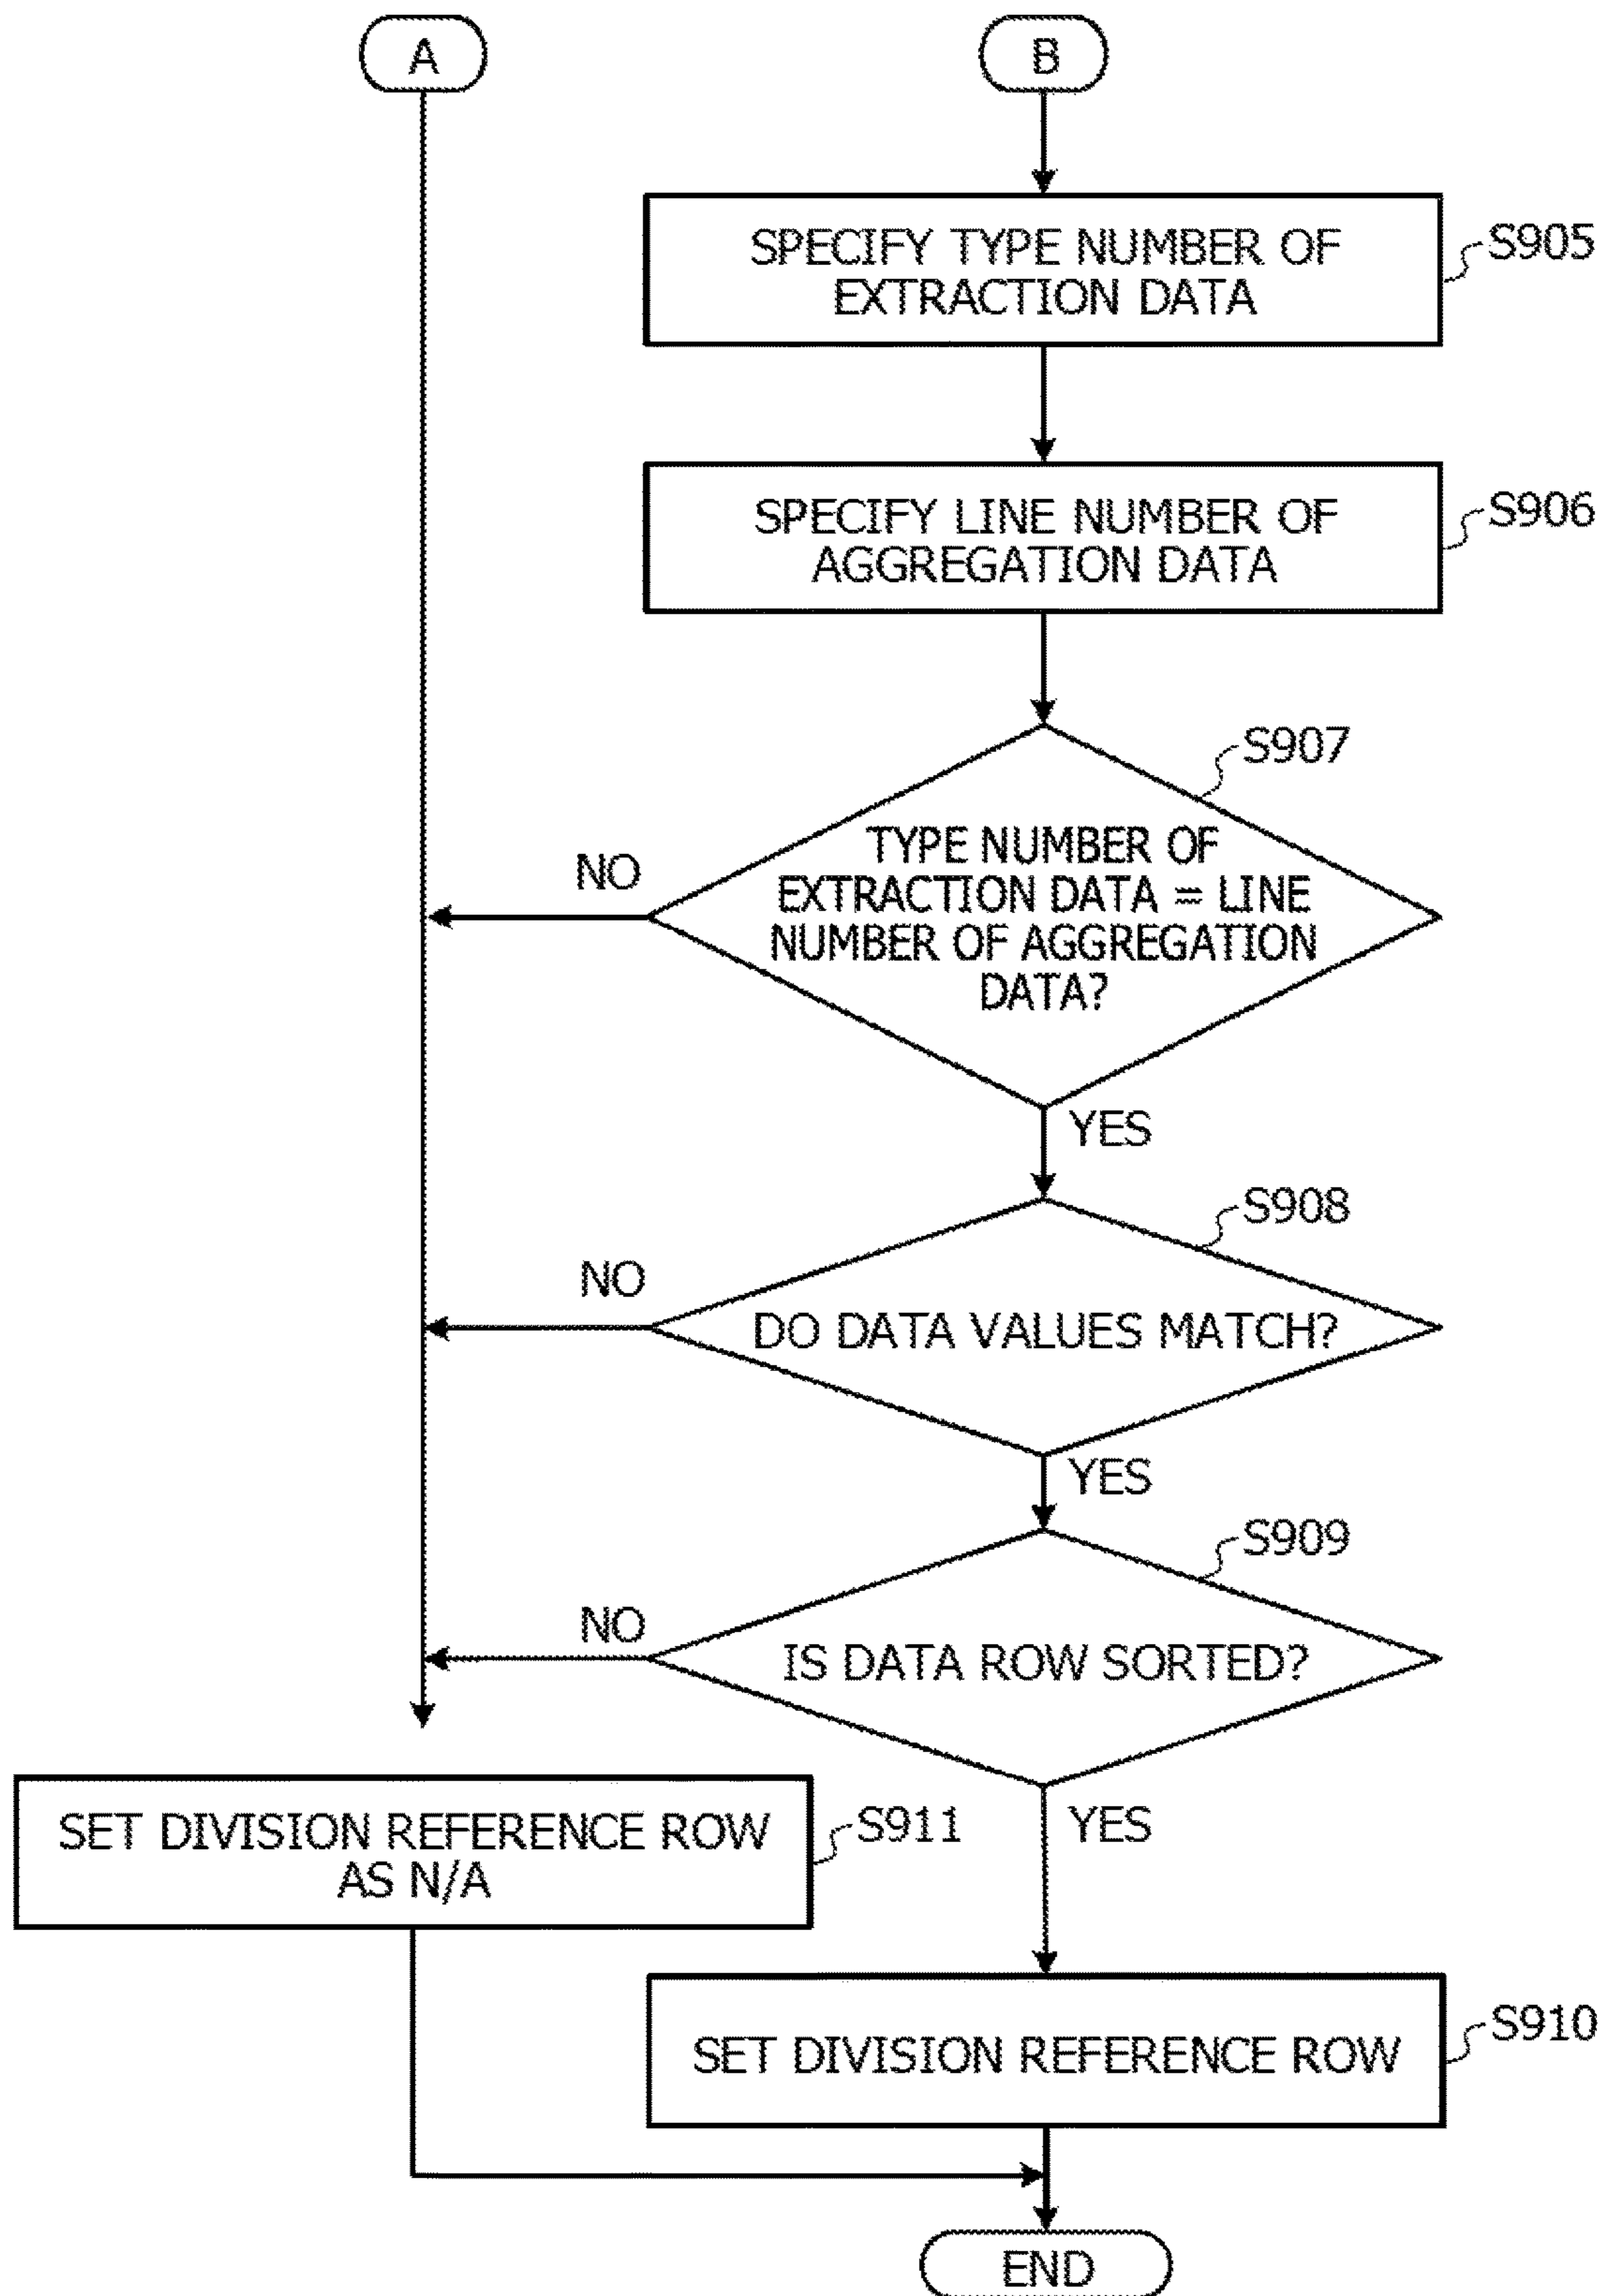 A
B
SPECIFY TYPE NUMBER OF
EXTRACTION DATA
S905
SPECIFY LINE NUMBER OF
AGGREGATION DATA
S906
S907
TYPE NUMBER OF
EXTRACTION DATA = LINE
NUMBER OF AGGREGATION
DATA?
NO
YES
S908
NO
DO DATA VALUES MATCH?
YES
S909
NO
IS DATA ROW SORTED?
YES
SET DIVISION REFERENCE ROW
AS N/A
S911
SET DIVISION REFERENCE ROW
S910
END